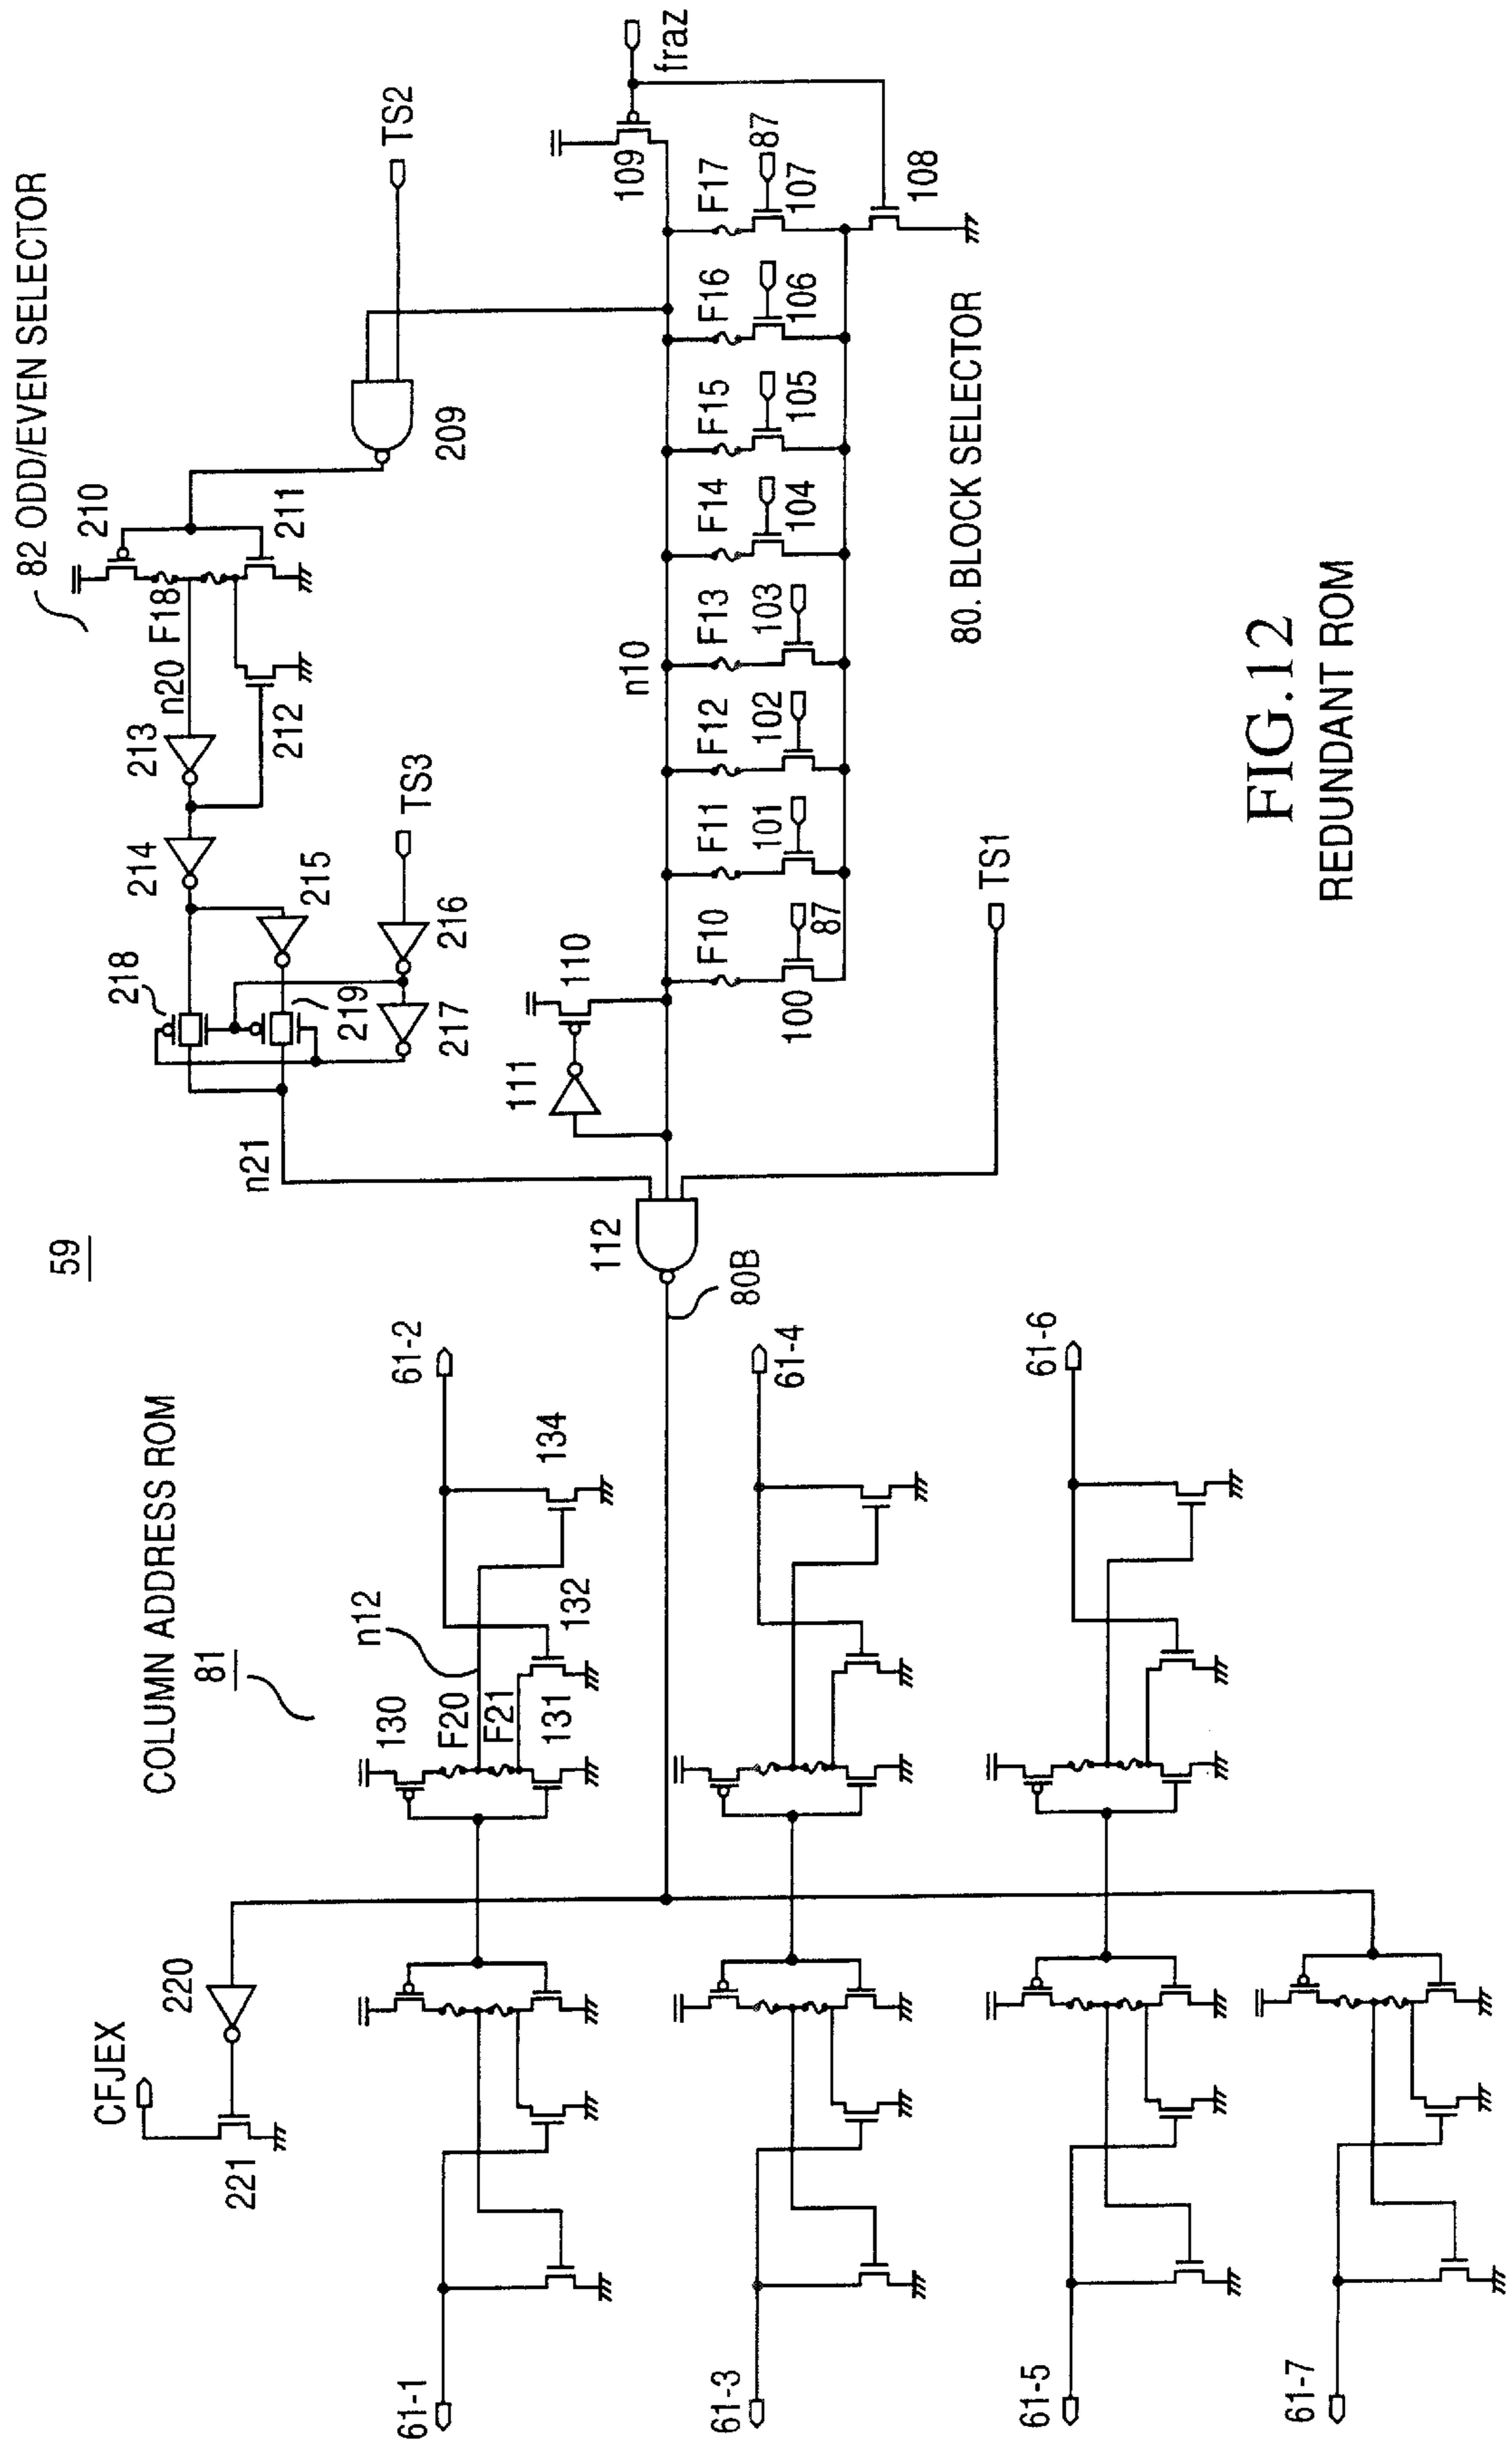 59
82 ODD/EVEN SELECTOR
210
211
F18
n20
212
213
214
215
216
217
218
219
TS3
209
TS2
n21
n10
111
110
109
fraz
F10
F11
F12
F13
F14
F15
F16
F17
100
87
101
102
103
104
105
106
87
107
108
80. BLOCK SELECTOR
TS1
112
80B
COLUMN ADDRESS ROM
81
CFJEX
220
221
61-1
61-2
130
F20
F21
131
n12
132
134
61-3
61-4
61-5
61-6
61-7
FIG.12
REDUNDANT ROM